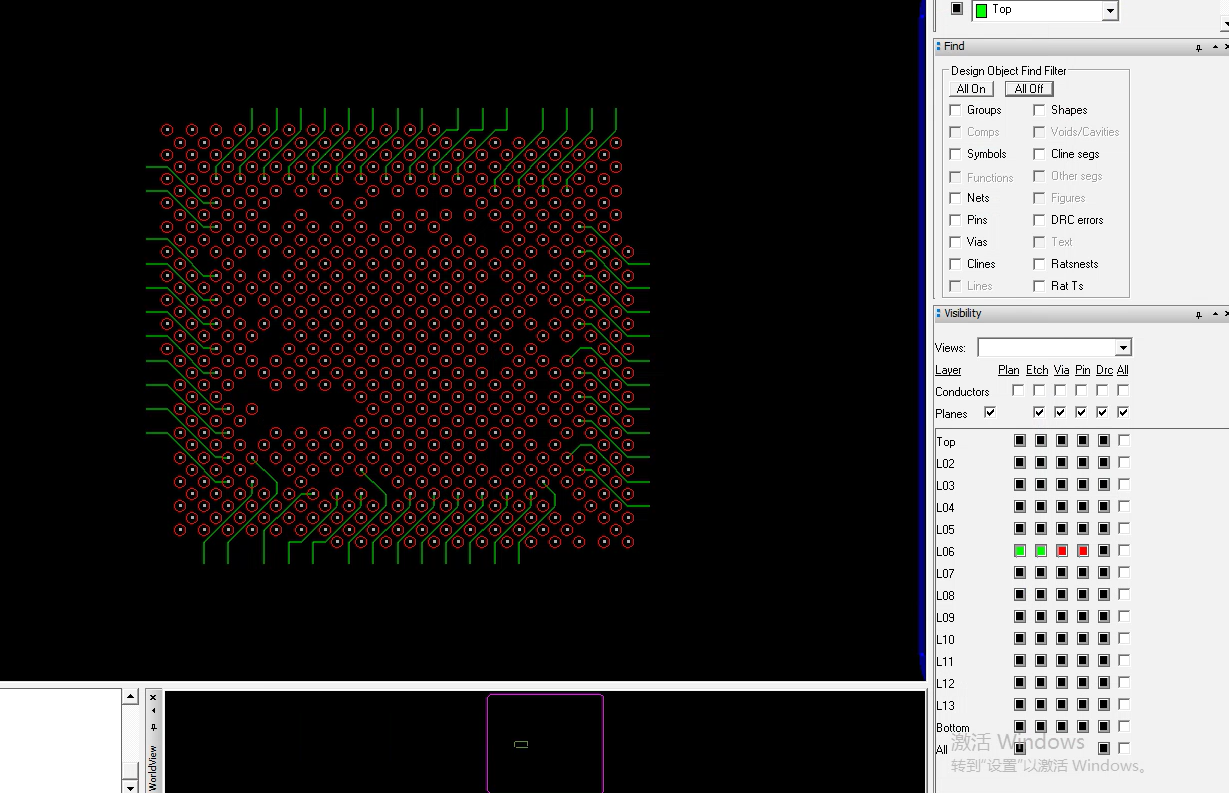 Top
Find
Design Object Find Filter
All On All Off
Groups Shapes
Comps Voids/Cavities
Symbols Cline segs
Functions Other segs
Nets Figures
Pins DRC errors
Vias Text
Clines Ratsnests
Lines Rat Ts
Visibility
Views:
Layer Plan Etch Via Pin Drc All
Conductors
Planes
Top
L02
L03
L04
L05
L06
L07
L08
L09
L10
L11
L12
L13
Bottom
All
WorldView
激活 Windows
转到“设置”以激活 Windows。